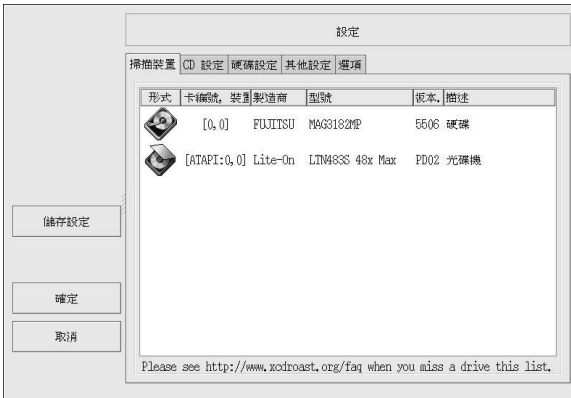 設定
掃描裝置 CD 設定 硬碟設定 其他設定 選項
形式 卡編號, 裝置 製造商 型號 版本. 描述
[0,0] FUJITSU MAG3182MP 5506 硬碟
[ATAPI:0,0] Lite-On LTN483S 48x Max PD02 光碟機
儲存設定
確定
取消
Please see http://www.xcdroast.org/faq when you miss a drive this list.